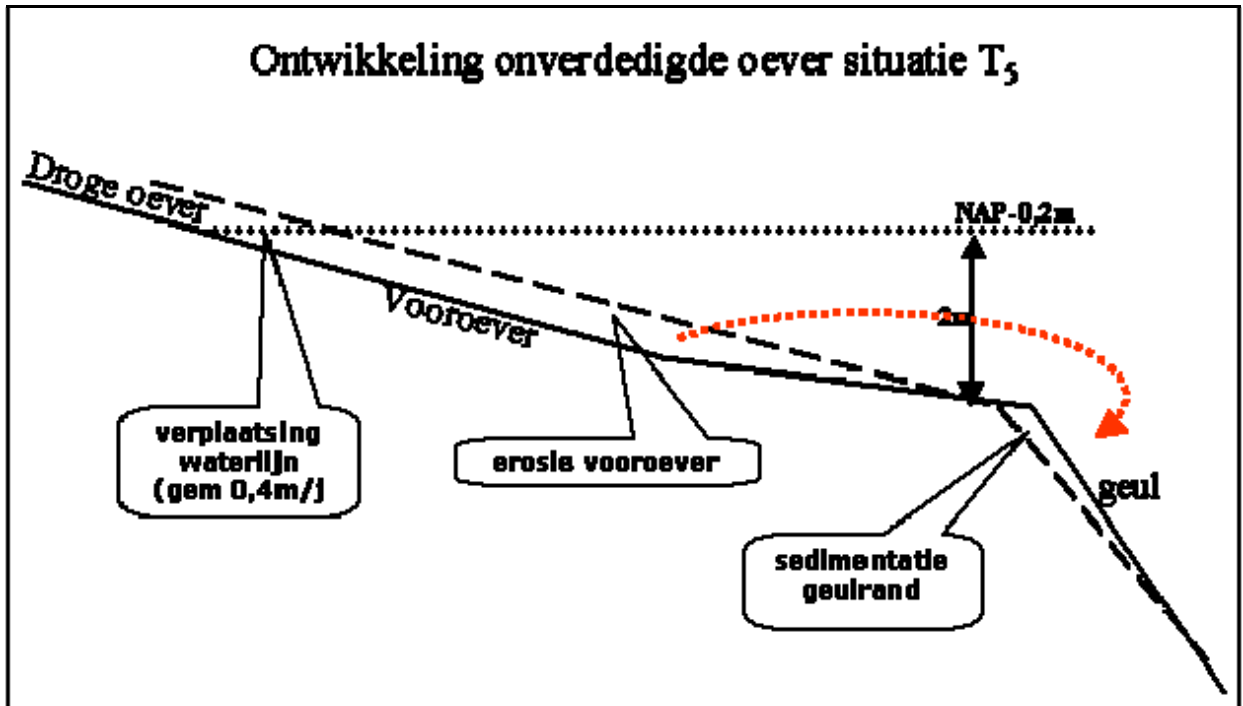 Ontwikkeling onverdedigde oever situatie T5
Droge oever
NAP-0,2m
Vooroever
verplaatsing
waterlijn
(gem 0,4m/j
erosie vooroever
geul
sedimentatie
geulrand